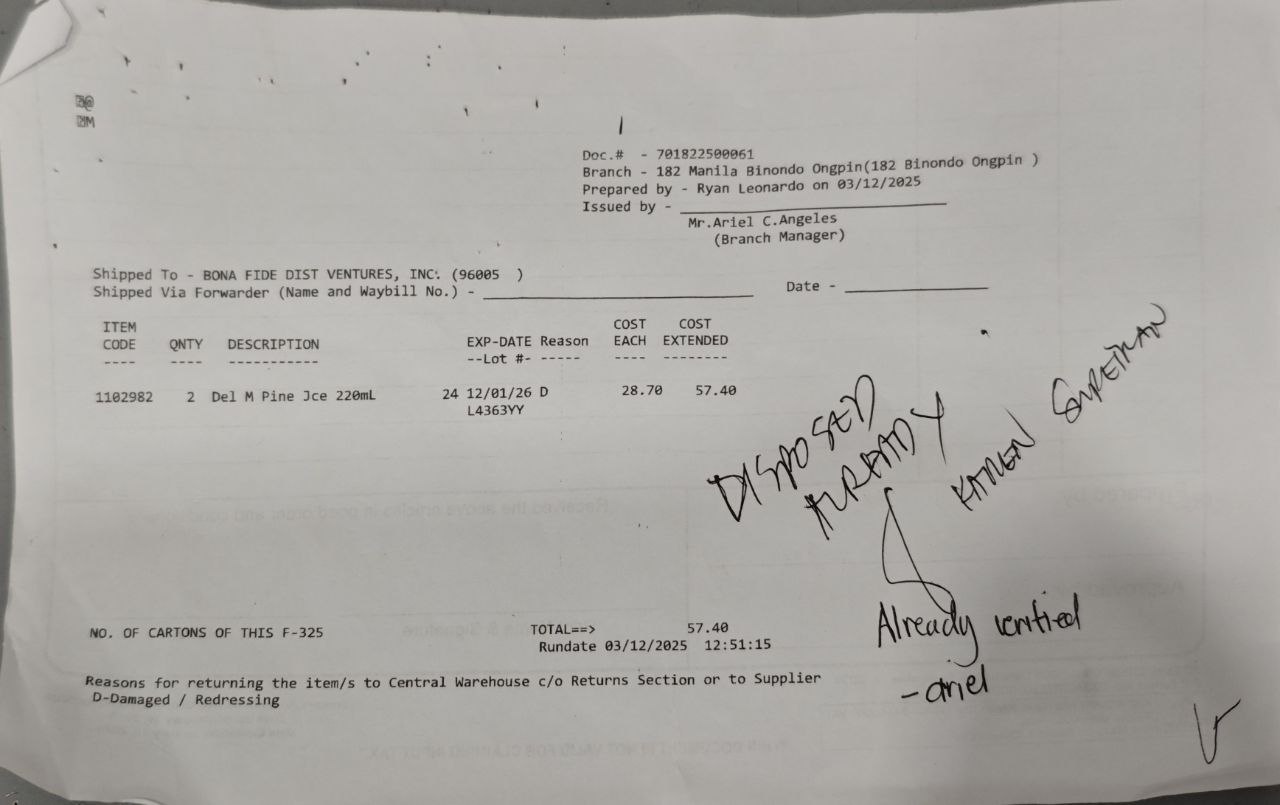 Doc.# - 701822500061
Branch - 182 Manila Binondo Ongpin(182 Binondo Ongpin )
Prepared by - Ryan Leonardo on 03/12/2025
Issued by - ____________________
Mr.Ariel C.Angeles
(Branch Manager)
Shipped To - BONA FIDE DIST VENTURES, INC. (96005 )
Shipped Via Forwarder (Name and Waybill No.) - ____________________ Date - __________
ITEM COST COST
CODE QNTY DESCRIPTION EXP-DATE Reason EACH EXTENDED
---- ---- ----------- --Lot #- ----- ---- --------
1102982 2 Del M Pine Jce 220mL 24 12/01/26 D 28.70 57.40
L4363YY
DISPOSED
ALREADY
KAREN
Already verified
-ariel
NO. OF CARTONS OF THIS F-325 TOTAL==> 57.40
Rundate 03/12/2025 12:51:15
Reasons for returning the item/s to Central Warehouse c/o Returns Section or to Supplier
D-Damaged / Redressing